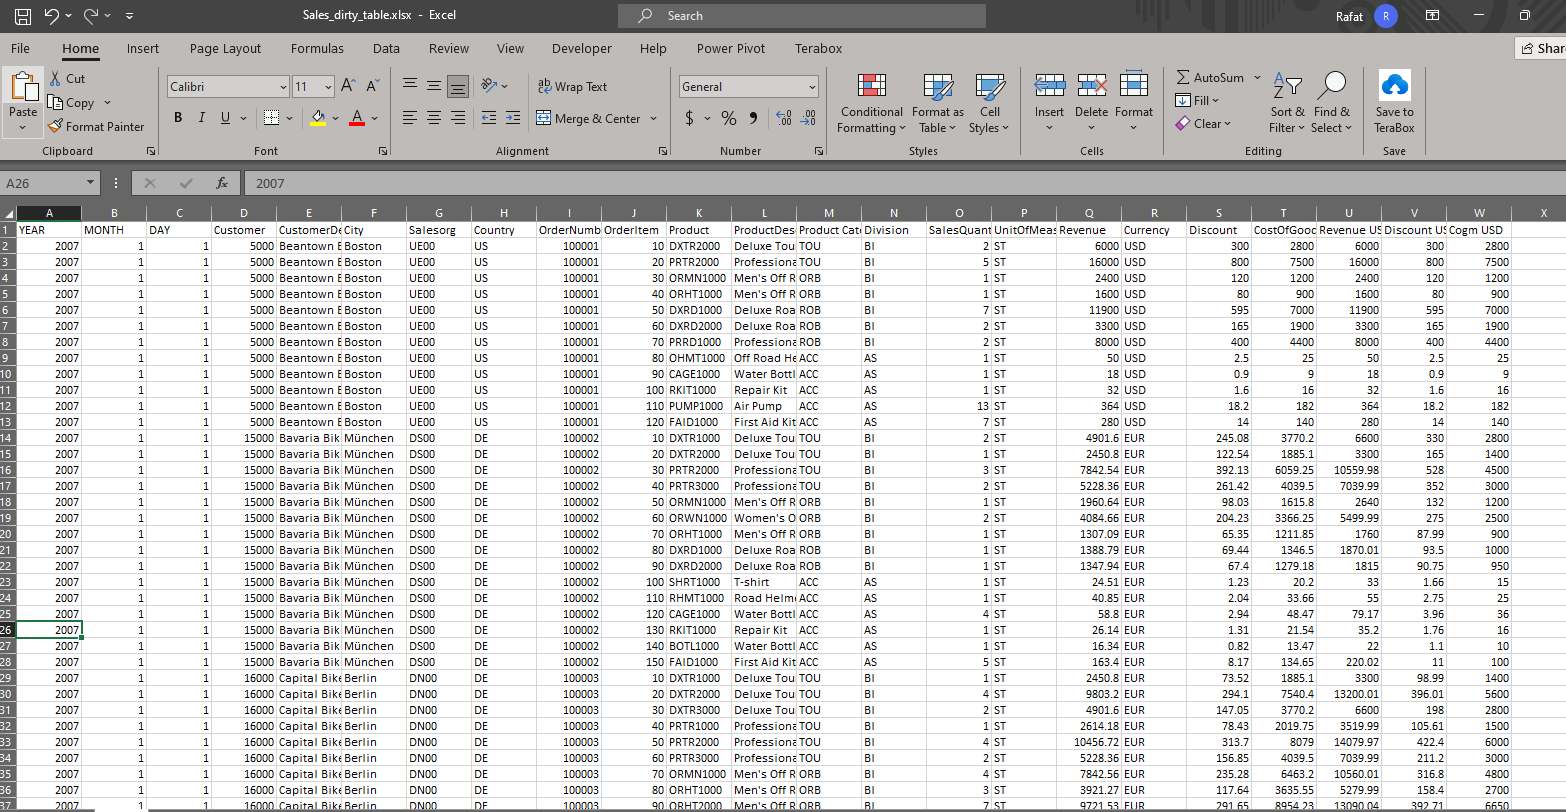 Sales_dirty_table.xlsx - Excel
Search
Rafat R
File Home Insert Page Layout Formulas Data Review View Developer Help Power Pivot Terabox Shar
Paste Cut Calibri 11 Wrap Text General Conditional Formatting Format as Table Cell Styles Insert Delete Format AutoSum Sort & Filter Find & Select Save to TeraBox
Copy Merge & Center Fill
Format Painter B I U $ % Clear
Clipboard Font Alignment Number Styles Cells Editing Save
A26 fx 2007
A B C D E F G H I J K L M N O P Q R S T U V W X
1 YEAR MONTH DAY Customer CustomerDe City Salesorg Country OrderNumb OrderItem Product ProductDes Product Cate Division SalesQuant UnitOfMeas Revenue Currency Discount CostOfGooc Revenue US Discount US Cogm USD
2 2007 1 1 5000 Beantown E Boston UE00 US 100001 10 DXTR2000 Deluxe Tou TOU BI 2 ST 6000 USD 300 2800 6000 300 2800
3 2007 1 1 5000 Beantown E Boston UE00 US 100001 20 PRTR2000 Professiona TOU BI 5 ST 16000 USD 800 7500 16000 800 7500
4 2007 1 1 5000 Beantown E Boston UE00 US 100001 30 ORMN1000 Men's Off R ORB BI 1 ST 2400 USD 120 1200 2400 120 1200
5 2007 1 1 5000 Beantown E Boston UE00 US 100001 40 ORHT1000 Men's Off R ORB BI 1 ST 1600 USD 80 900 1600 80 900
6 2007 1 1 5000 Beantown E Boston UE00 US 100001 50 DXRD1000 Deluxe Roa ROB BI 7 ST 11900 USD 595 7000 11900 595 7000
7 2007 1 1 5000 Beantown E Boston UE00 US 100001 60 DXRD2000 Deluxe Roa ROB BI 2 ST 3300 USD 165 1900 3300 165 1900
8 2007 1 1 5000 Beantown E Boston UE00 US 100001 70 PRRD1000 Professiona ROB BI 2 ST 8000 USD 400 4400 8000 400 4400
9 2007 1 1 5000 Beantown E Boston UE00 US 100001 80 OHMT1000 Off Road He ACC AS 1 ST 50 USD 2.5 25 50 2.5 25
10 2007 1 1 5000 Beantown E Boston UE00 US 100001 90 CAGE1000 Water Bottl ACC AS 1 ST 18 USD 0.9 9 18 0.9 9
11 2007 1 1 5000 Beantown E Boston UE00 US 100001 100 RKIT1000 Repair Kit ACC AS 1 ST 32 USD 1.6 16 32 1.6 16
12 2007 1 1 5000 Beantown E Boston UE00 US 100001 110 PUMP1000 Air Pump ACC AS 13 ST 364 USD 18.2 182 364 18.2 182
13 2007 1 1 5000 Beantown E Boston UE00 US 100001 120 FAID1000 First Aid Kit ACC AS 7 ST 280 USD 14 140 280 14 140
14 2007 1 1 15000 Bavaria Bik München DS00 DE 100002 10 DXTR1000 Deluxe Tou TOU BI 2 ST 4901.6 EUR 245.08 3770.2 6600 330 2800
15 2007 1 1 15000 Bavaria Bik München DS00 DE 100002 20 DXTR2000 Deluxe Tou TOU BI 1 ST 2450.8 EUR 122.54 1885.1 3300 165 1400
16 2007 1 1 15000 Bavaria Bik München DS00 DE 100002 30 PRTR2000 Professiona TOU BI 3 ST 7842.54 EUR 392.13 6059.25 10559.98 528 4500
17 2007 1 1 15000 Bavaria Bik München DS00 DE 100002 40 PRTR3000 Professiona TOU BI 2 ST 5228.36 EUR 261.42 4039.5 7039.99 352 3000
18 2007 1 1 15000 Bavaria Bik München DS00 DE 100002 50 ORMN1000 Men's Off R ORB BI 1 ST 1960.64 EUR 98.03 1615.8 2640 132 1200
19 2007 1 1 15000 Bavaria Bik München DS00 DE 100002 60 ORWN1000 Women's O ORB BI 2 ST 4084.66 EUR 204.23 3366.25 5499.99 275 2500
20 2007 1 1 15000 Bavaria Bik München DS00 DE 100002 70 ORHT1000 Men's Off R ORB BI 1 ST 1307.09 EUR 65.35 1211.85 1760 87.99 900
21 2007 1 1 15000 Bavaria Bik München DS00 DE 100002 80 DXRD1000 Deluxe Roa ROB BI 1 ST 1388.79 EUR 69.44 1346.5 1870.01 93.5 1000
22 2007 1 1 15000 Bavaria Bik München DS00 DE 100002 90 DXRD2000 Deluxe Roa ROB BI 1 ST 1347.94 EUR 67.4 1279.18 1815 90.75 950
23 2007 1 1 15000 Bavaria Bik München DS00 DE 100002 100 SHRT1000 T-shirt ACC AS 1 ST 24.51 EUR 1.23 20.2 33 1.66 15
24 2007 1 1 15000 Bavaria Bik München DS00 DE 100002 110 RHMT1000 Road Helm ACC AS 1 ST 40.85 EUR 2.04 33.66 55 2.75 25
25 2007 1 1 15000 Bavaria Bik München DS00 DE 100002 120 CAGE1000 Water Bottl ACC AS 4 ST 58.8 EUR 2.94 48.47 79.17 3.96 36
26 2007 1 1 15000 Bavaria Bik München DS00 DE 100002 130 RKIT1000 Repair Kit ACC AS 1 ST 26.14 EUR 1.31 21.54 35.2 1.76 16
27 2007 1 1 15000 Bavaria Bik München DS00 DE 100002 140 BOTL1000 Water Bottl ACC AS 1 ST 16.34 EUR 0.82 13.47 22 1.1 10
28 2007 1 1 15000 Bavaria Bik München DS00 DE 100002 150 FAID1000 First Aid Kit ACC AS 5 ST 163.4 EUR 8.17 134.65 220.02 11 100
29 2007 1 1 16000 Capital Bike Berlin DN00 DE 100003 10 DXTR1000 Deluxe Tou TOU BI 1 ST 2450.8 EUR 73.52 1885.1 3300 98.99 1400
30 2007 1 1 16000 Capital Bike Berlin DN00 DE 100003 20 DXTR2000 Deluxe Tou TOU BI 4 ST 9803.2 EUR 294.1 7540.4 13200.01 396.01 5600
31 2007 1 1 16000 Capital Bike Berlin DN00 DE 100003 30 DXTR3000 Deluxe Tou TOU BI 2 ST 4901.6 EUR 147.05 3770.2 6600 198 2800
32 2007 1 1 16000 Capital Bike Berlin DN00 DE 100003 40 PRTR1000 Professiona TOU BI 1 ST 2614.18 EUR 78.43 2019.75 3519.99 105.61 1500
33 2007 1 1 16000 Capital Bike Berlin DN00 DE 100003 50 PRTR2000 Professiona TOU BI 4 ST 10456.72 EUR 313.7 8079 14079.97 422.4 6000
34 2007 1 1 16000 Capital Bike Berlin DN00 DE 100003 60 PRTR3000 Professiona TOU BI 2 ST 5228.36 EUR 156.85 4039.5 7039.99 211.2 3000
35 2007 1 1 16000 Capital Bike Berlin DN00 DE 100003 70 ORMN1000 Men's Off R ORB BI 4 ST 7842.56 EUR 235.28 6463.2 10560.01 316.8 4800
36 2007 1 1 16000 Capital Bike Berlin DN00 DE 100003 80 ORHT1000 Men's Off R ORB BI 3 ST 3921.27 EUR 117.64 3635.55 5279.99 158.4 2700
37 2007 1 1 16000 Capital Bike Berlin DN00 DE 100003 90 ORHT2000 Men's Off R ORB BI 7 ST 9721.53 EUR 291.65 8954.23 13090.04 392.71 6650